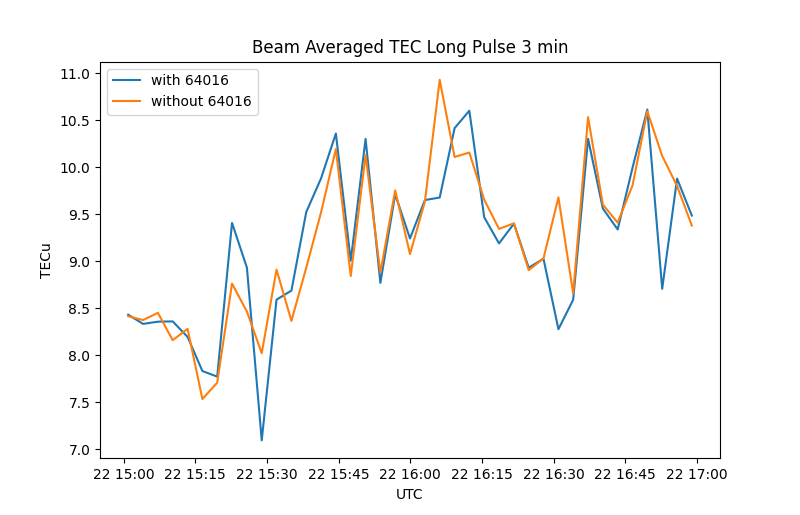 Beam Averaged TEC Long Pulse 3 min
with 64016
without 64016
TECu
11.0
10.5
10.0
9.5
9.0
8.5
8.0
7.5
7.0
22 15:00 22 15:15 22 15:30 22 15:45 22 16:00 22 16:15 22 16:30 22 16:45 22 17:00
UTC